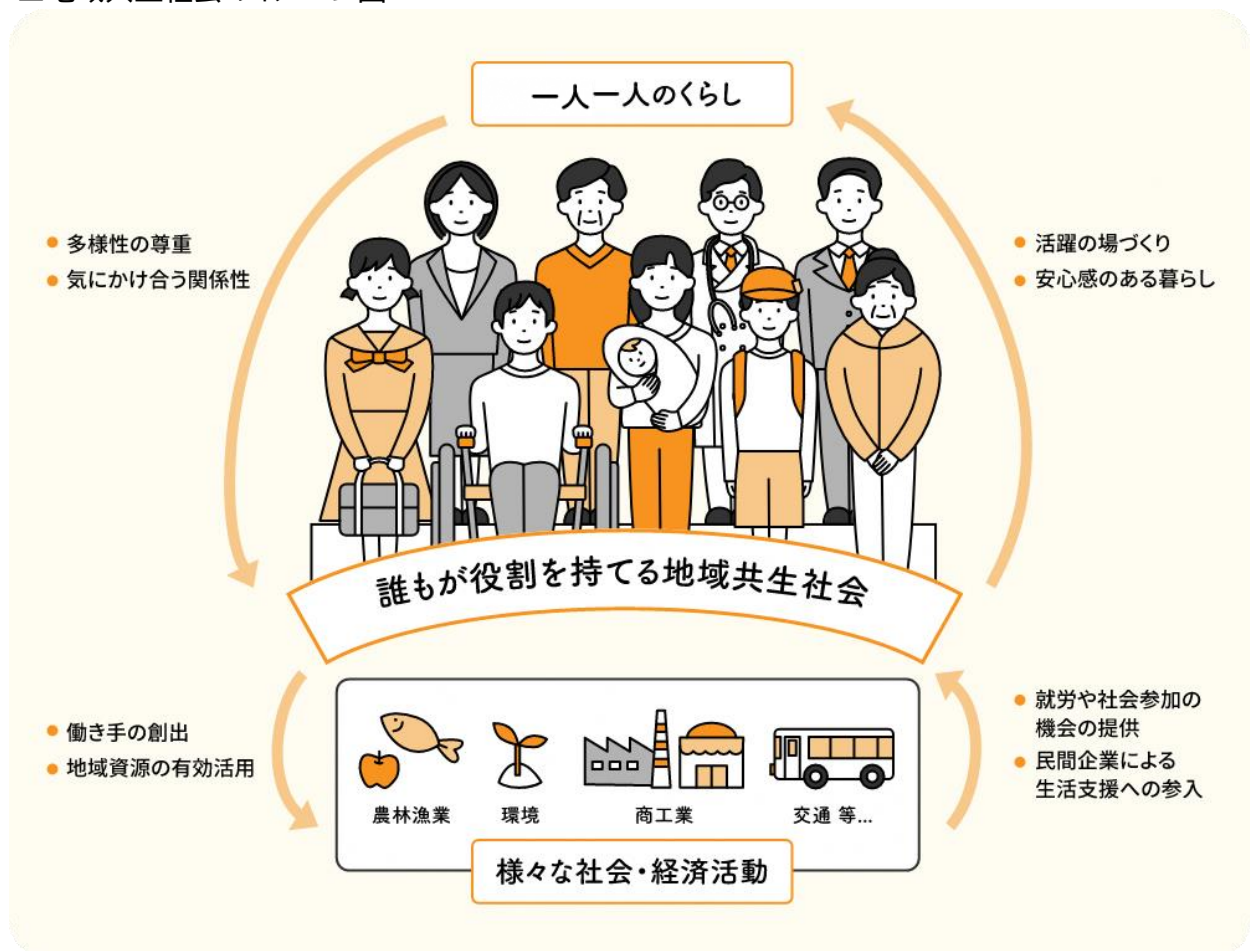 一人一人のくらし
多様性の尊重
気にかけ合う関係性
活躍の場づくり
安心感のある暮らし
誰もが役割を持てる地域共生社会
働き手の創出
地域資源の有効活用
就労や社会参加の
機会の提供
民間企業による
生活支援への参入
農林漁業
環境
商工業
交通 等...
様々な社会・経済活動